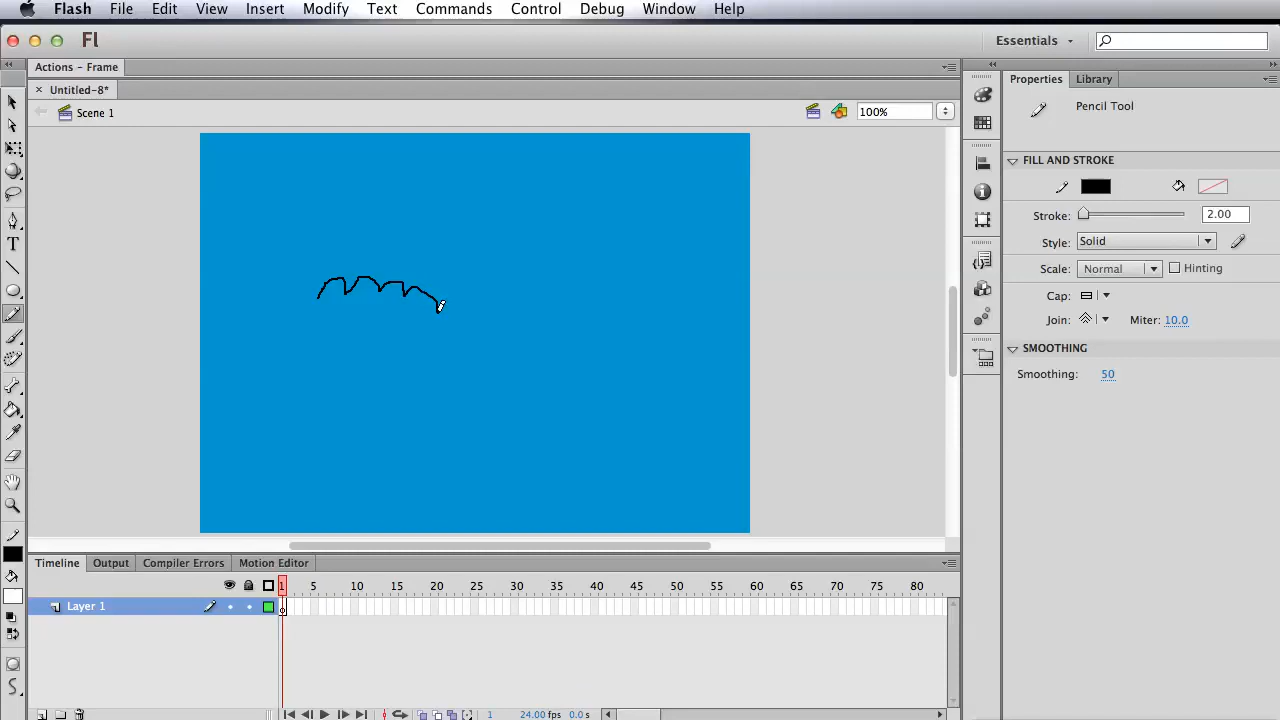 Flash File Edit View Insert Modify Text Commands Control Debug Window Help
Fl Essentials
Actions - Frame
Untitled-8*
Scene 1 100%
T
Properties Library
Pencil Tool
FILL AND STROKE
Stroke: 2.00
Style: Solid
Scale: Normal Hinting
Cap:
Join: Miter: 10.0
SMOOTHING
Smoothing: 50
Timeline Output Compiler Errors Motion Editor
1 5 10 15 20 25 30 35 40 45 50 55 60 65 70 75 80
Layer 1
1 24.00 fps 0.0 s